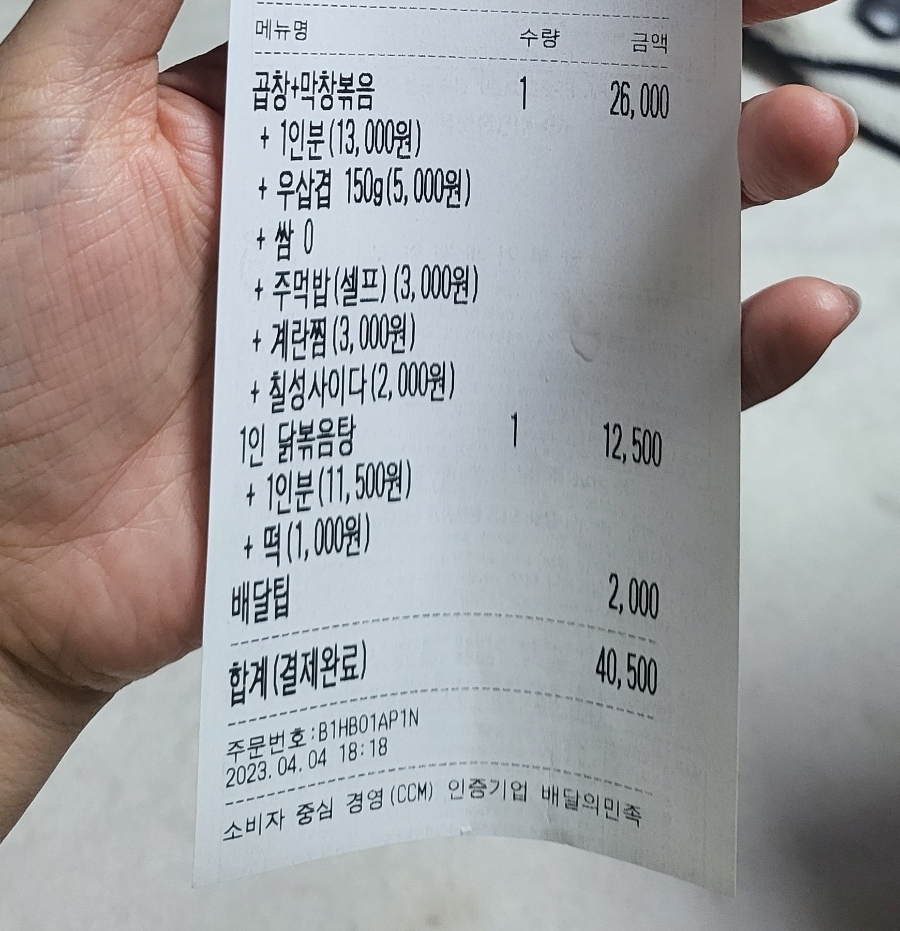 메뉴명 수량 금액
곱창+막창볶음 1 26,000
+ 1인분(13,000원)
+ 우삼겹 150g(5,000원)
+ 쌈 0
+ 주먹밥(셀프)(3,000원)
+ 계란찜(3,000원)
+ 칠성사이다(2,000원)
1인 닭볶음탕 1 12,500
+ 1인분(11,500원)
+ 떡(1,000원)
배달팁 2,000
합계(결제완료) 40,500
주문번호:B1HB01AP1N
2023.04.04 18:18
소비자 중심 경영(CCM) 인증기업 배달의민족